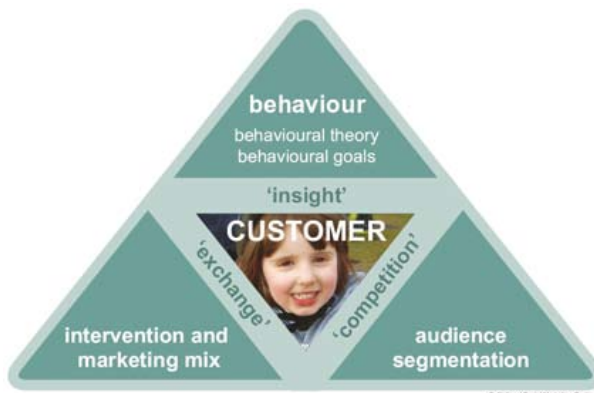 behaviour
behavioural theory
behavioural goals
‘insight’
CUSTOMER
‘exchange’
‘competition’
intervention and
marketing mix
audience
segmentation